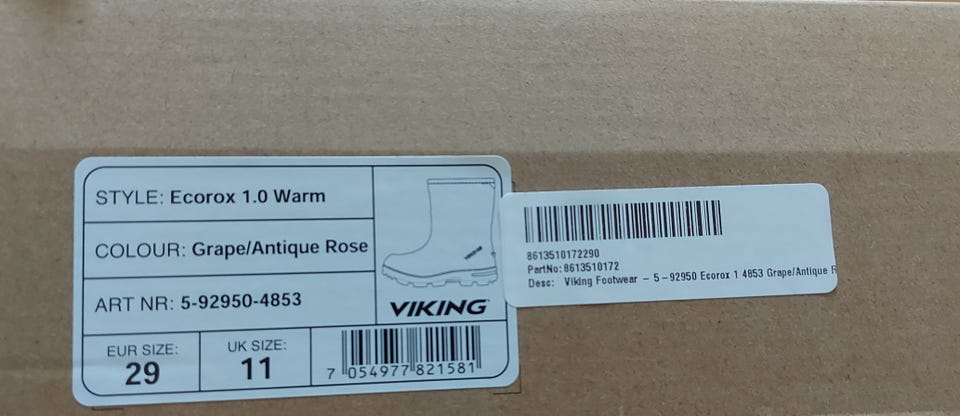 STYLE: Ecorox 1.0 Warm
COLOUR: Grape/Antique Rose
ART NR: 5-92950-4853
VIKING
EUR SIZE:
29
UK SIZE:
11
7 054977 821581
8613510172290
PartNo: 8613510172
Desc: Viking Footwear - 5-92950 Ecorox 1 4853 Grape/Antique R